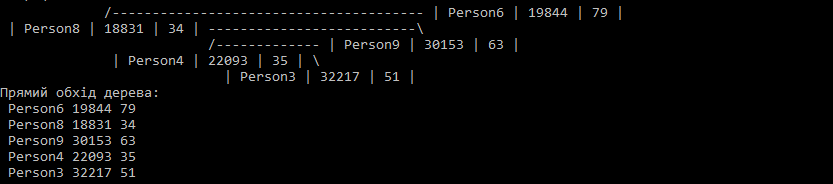 /-------------------------------------- | Person6 | 19844 | 79 |
| Person8 | 18831 | 34 | -------------------------\
/------------- | Person9 | 30153 | 63 |
| Person4 | 22093 | 35 | \
| Person3 | 32217 | 51 |
Прямий обхід дерева:
Person6 19844 79
Person8 18831 34
Person9 30153 63
Person4 22093 35
Person3 32217 51